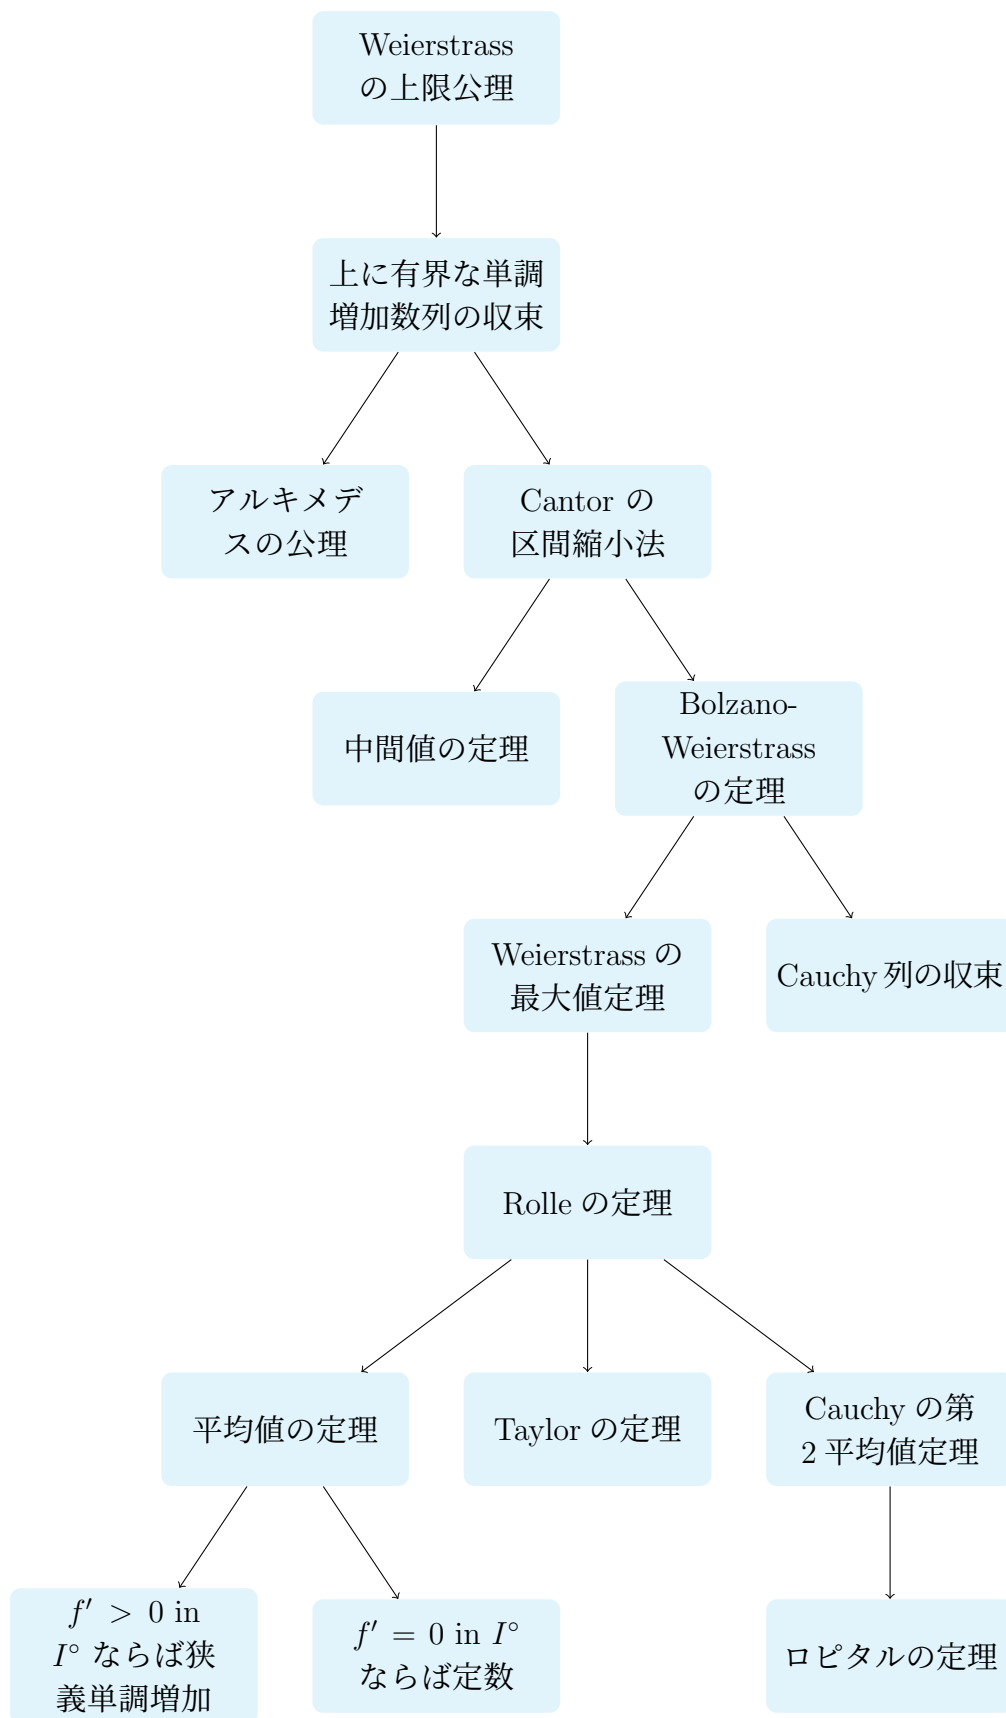 Weierstrass
の上限公理
上に有界な単調
増加数列の収束
アルキメデ
スの公理
Cantor の
区間縮小法
中間値の定理
Bolzano-
Weierstrass
の定理
Weierstrass の
最大値定理
Cauchy 列の収束
Rolle の定理
平均値の定理
Taylor の定理
Cauchy の第
2 平均値定理
f′ > 0 in
I° ならば狭
義単調増加
f′ = 0 in I°
ならば定数
ロピタルの定理